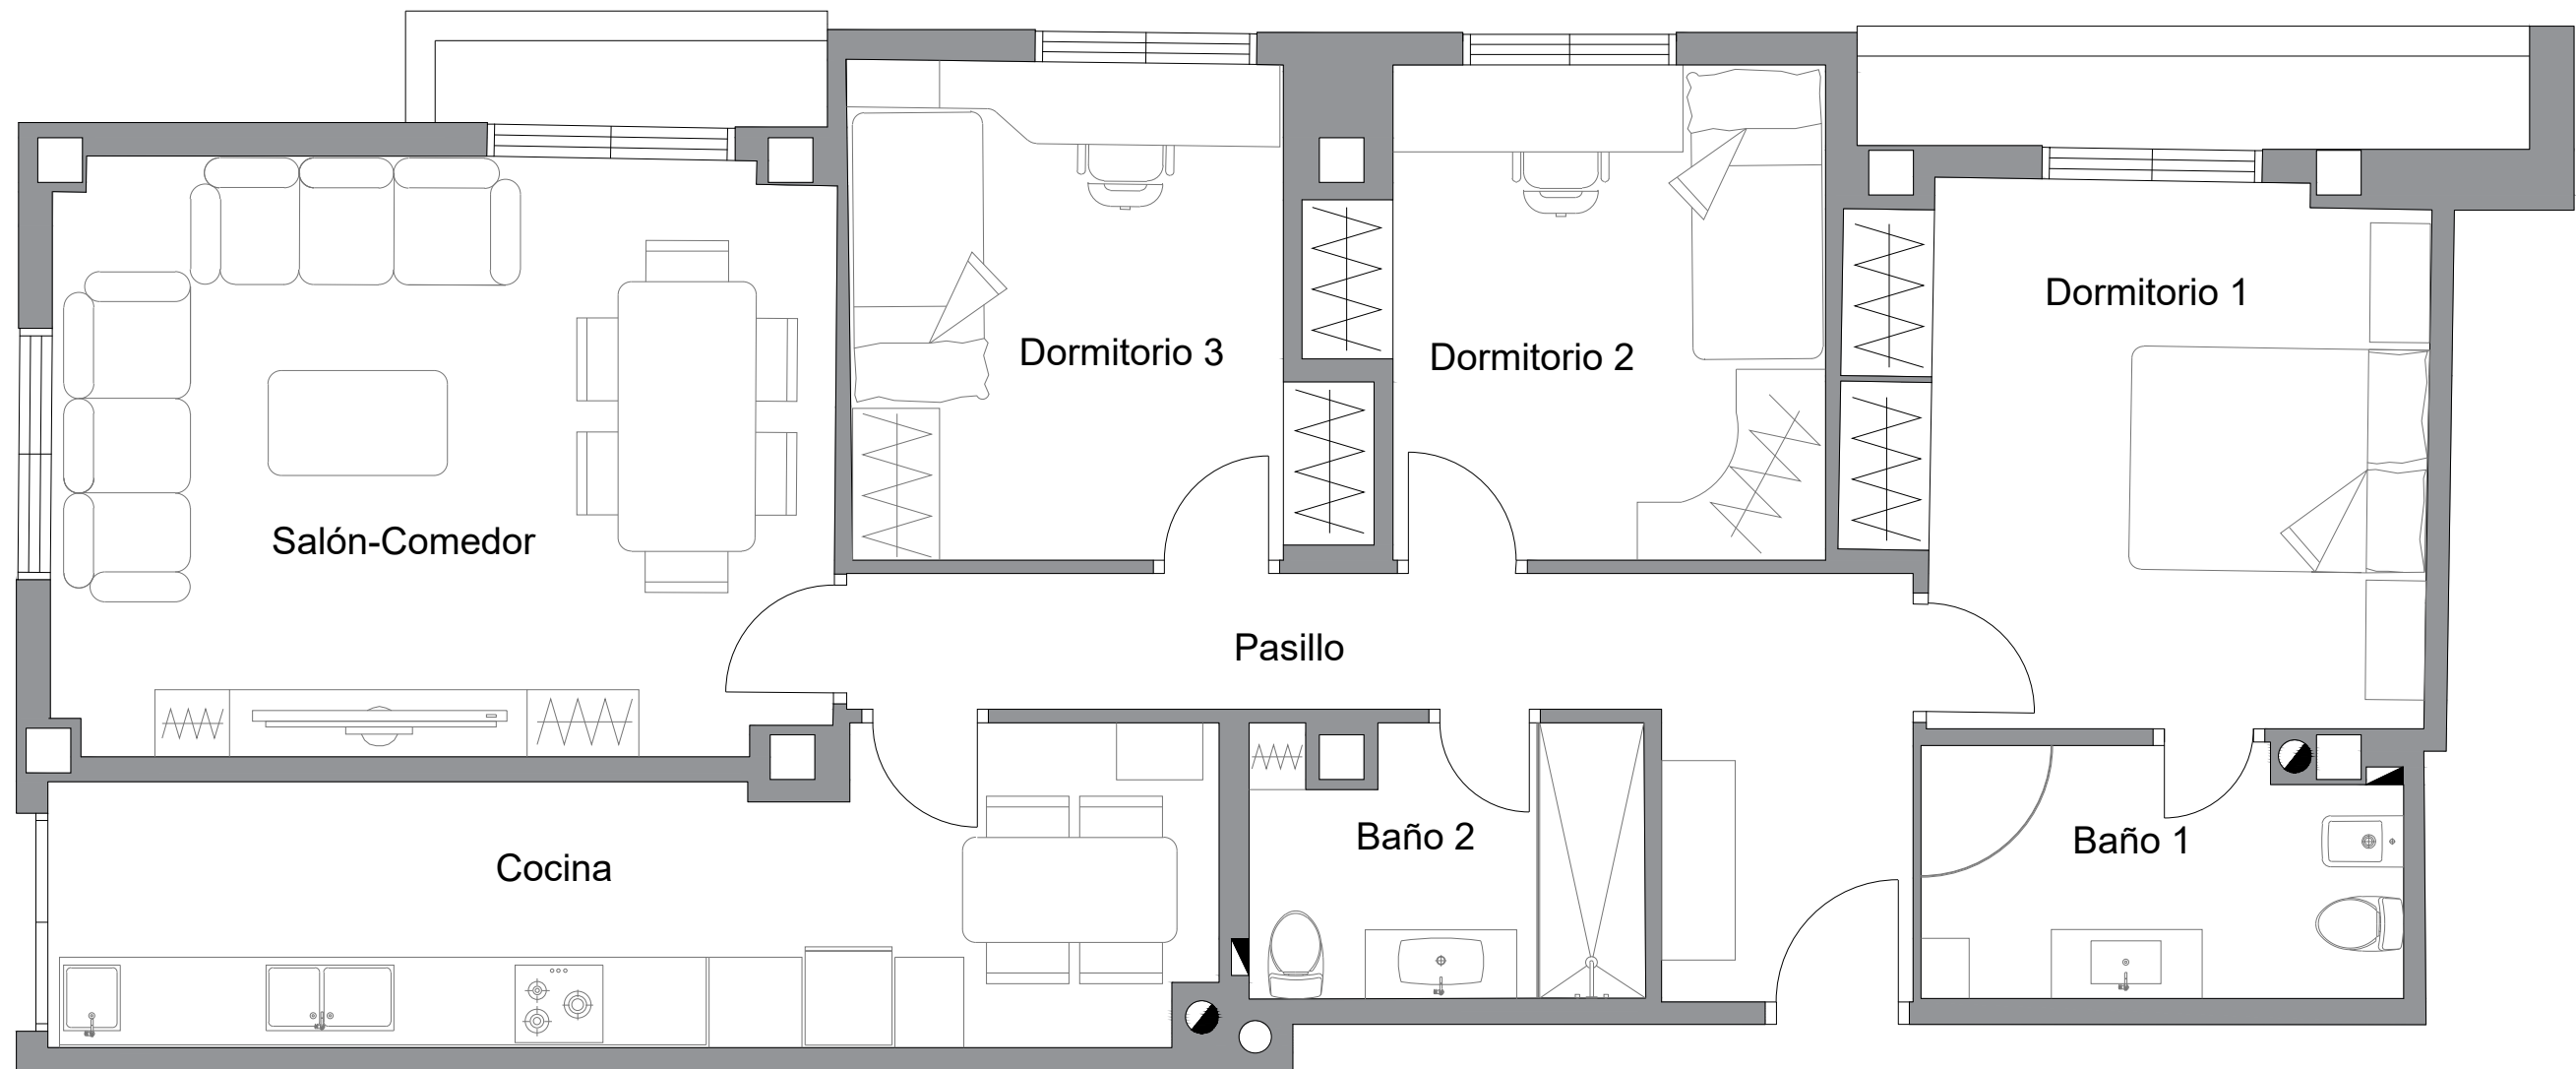 Dormitorio 1
Dormitorio 3
Dormitorio 2
Salón-Comedor
Pasillo
Baño 2
Baño 1
Cocina